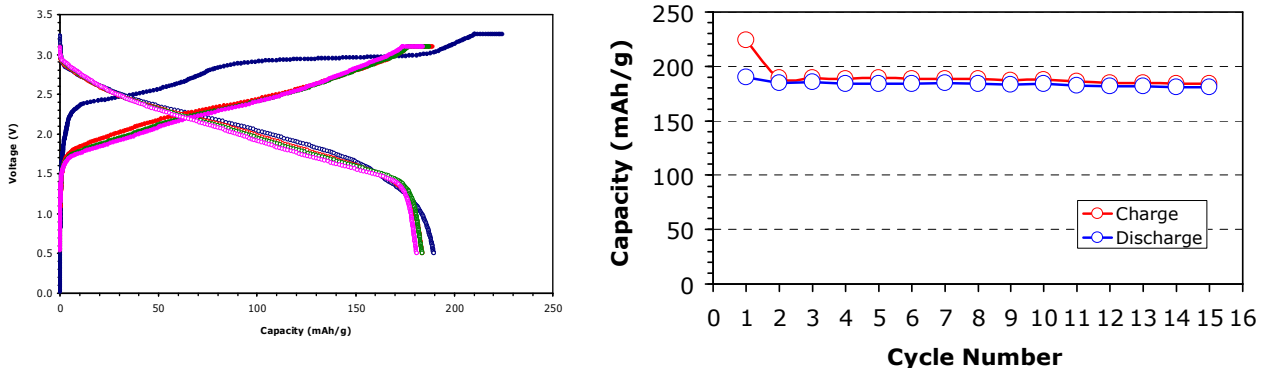 3.5
3.0
2.5
2.0
1.5
1.0
0.5
0.0
Voltage (V)
0 50 100 150 200 250
Capacity (mAh/g)
250
200
150
100
50
0
Capacity (mAh/g)
Charge
Discharge
0 1 2 3 4 5 6 7 8 9 10 11 12 13 14 15 16
Cycle Number